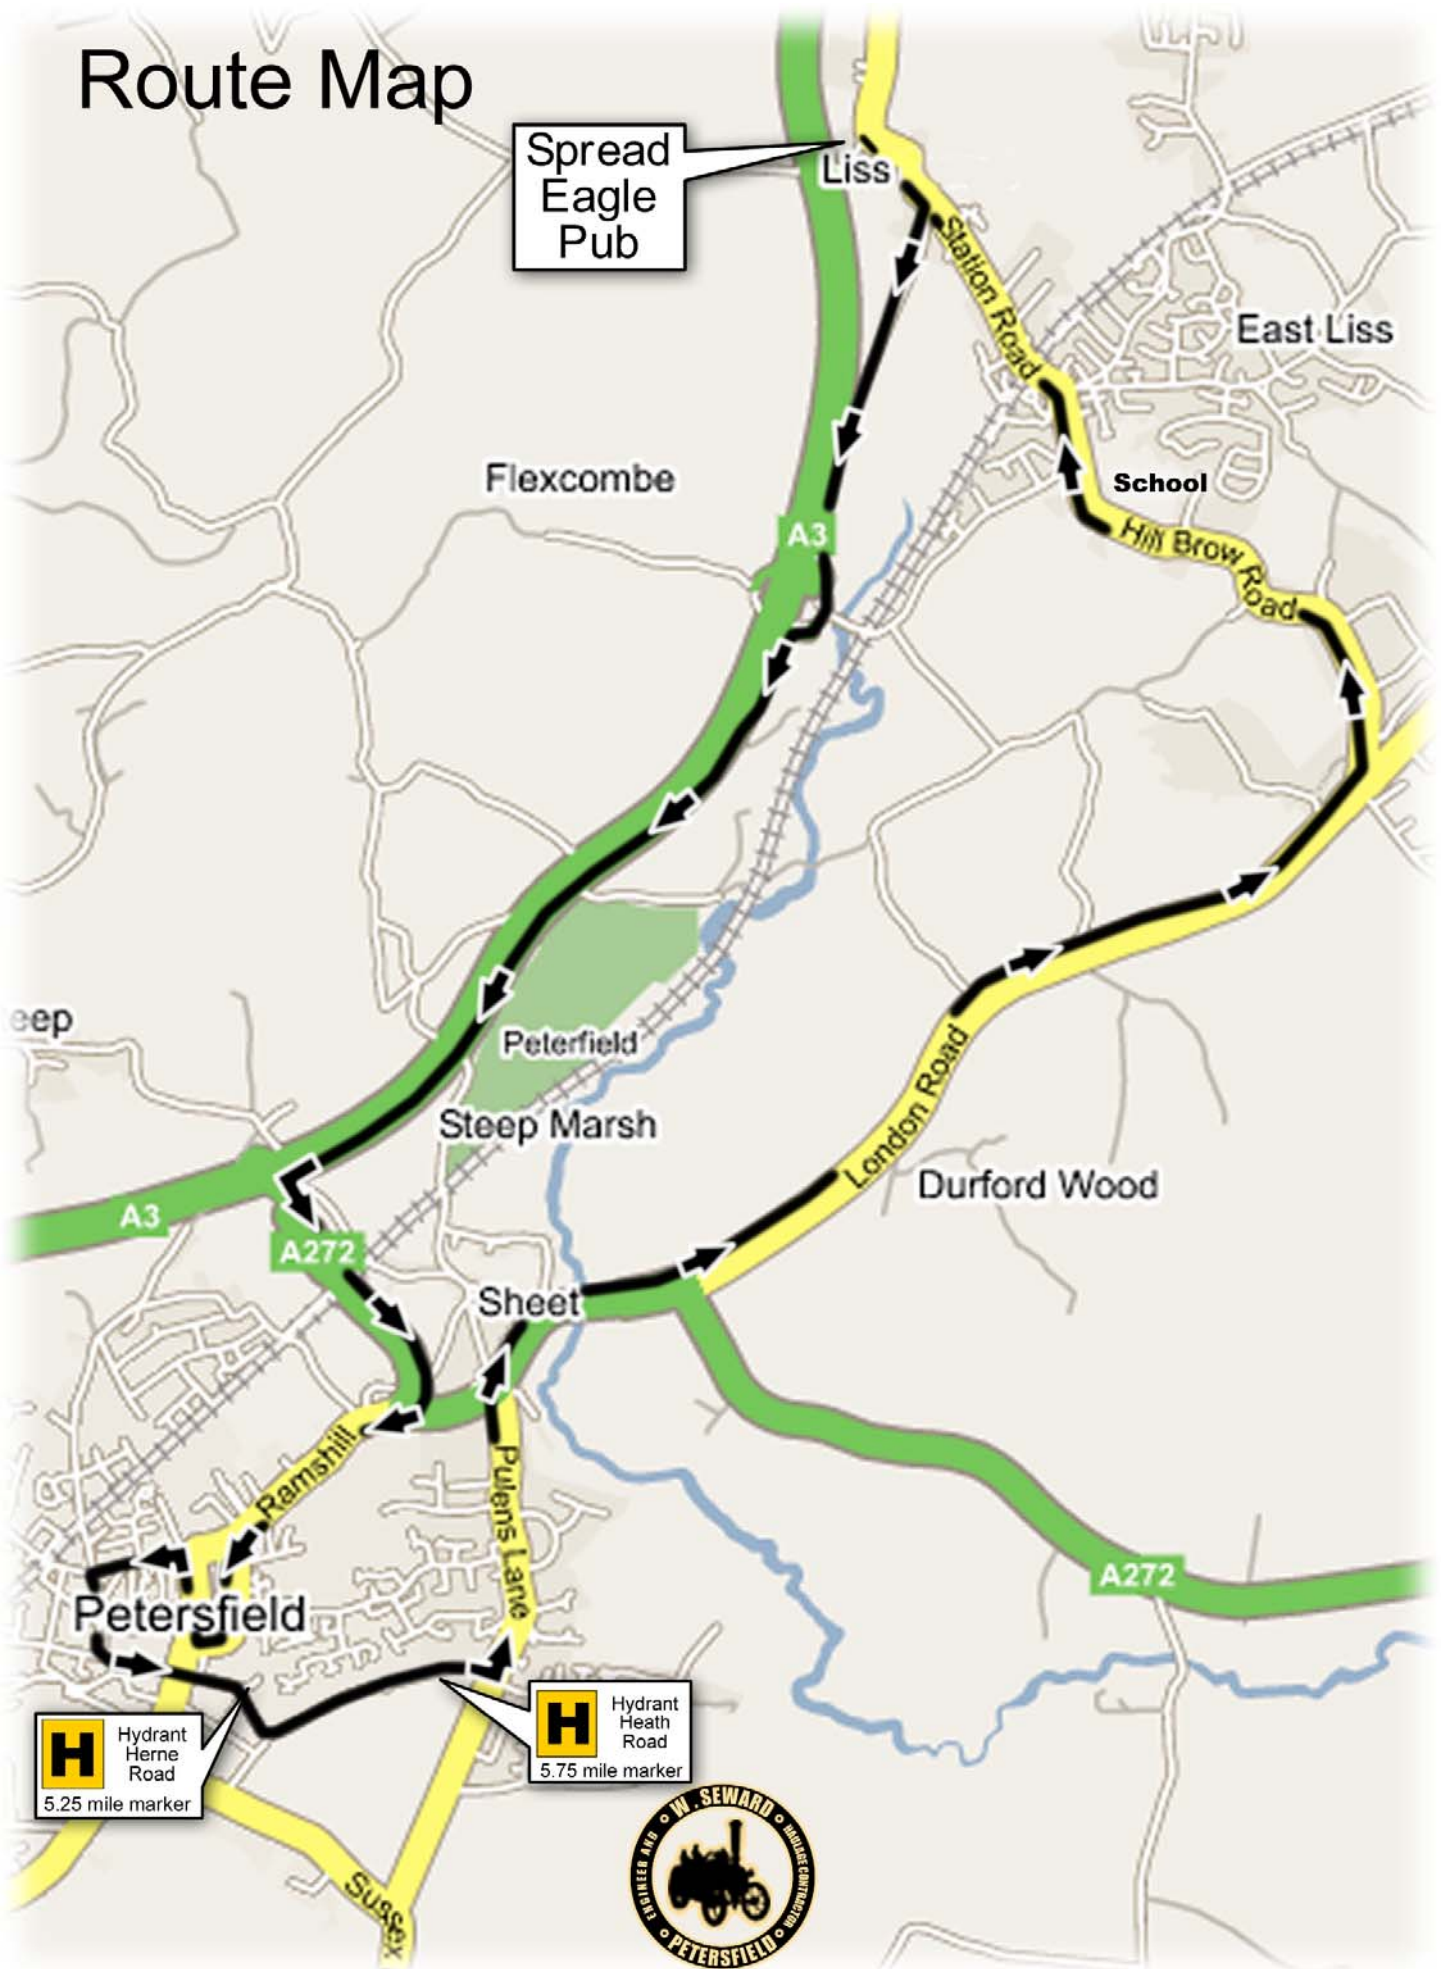 Route Map
Spread
Eagle
Pub
Liss
Station Road
East Liss
Flexcombe
School
A3
Hill Brow Road
eep
Peterfield
Steep Marsh
London Road
Durford Wood
A3
A272
Sheet
Ramshill
Pulens Lane
A272
Petersfield
H
Hydrant
Herne
Road
5.25 mile marker
H
Hydrant
Heath
Road
5.75 mile marker
Sussex
W. SEWARD
ENGINEER AND
HAULAGE CONTRACTOR
PETERSFIELD